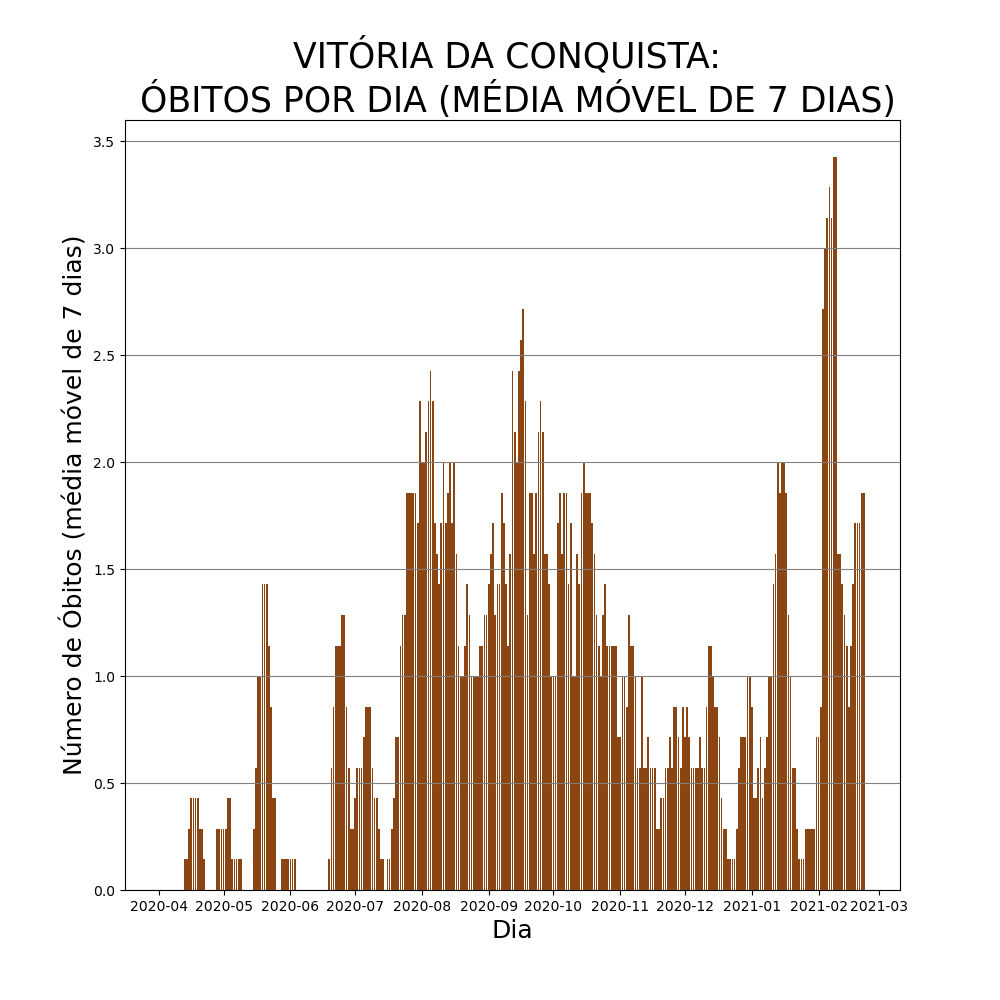 VITÓRIA DA CONQUISTA:
ÓBITOS POR DIA (MÉDIA MÓVEL DE 7 DIAS)
Número de Óbitos (média móvel de 7 dias)
3.5
3.0
2.5
2.0
1.5
1.0
0.5
0.0
2020-04 2020-05 2020-06 2020-07 2020-08 2020-09 2020-10 2020-11 2020-12 2021-01 2021-02 2021-03
Dia